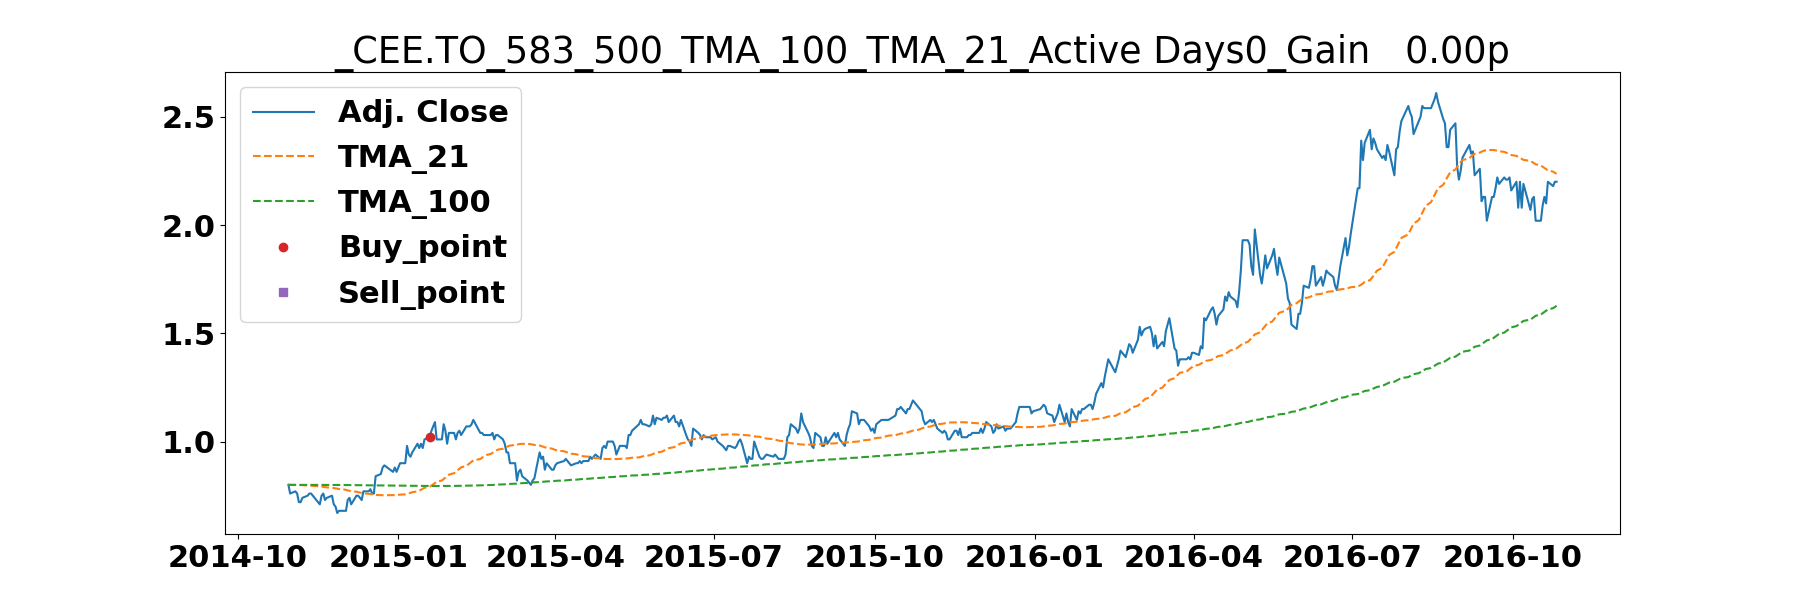 _CEE.TO_583_500_TMA_100_TMA_21_Active Days0_Gain   0.00p
Adj. Close
TMA_21
TMA_100
Buy_point
Sell_point
2.5
2.0
1.5
1.0
2014-10 2015-01 2015-04 2015-07 2015-10 2016-01 2016-04 2016-07 2016-10